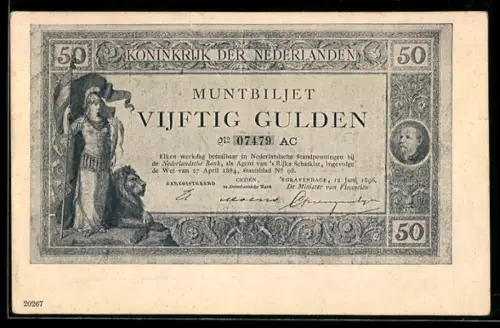 50 KONINKRIJK DER NEDERLANDEN 50
MUNTBILJET
VIJFTIG GULDEN
07479 AC
Elken werkdag betaalbaar in Nederlandsche Standpenningen bij
de Nederlandsche Bank, als Agent van 's Rijks Schatkist, ingevolge
de Wet van 27 April 1884, Staatsblad No 98.
GEREGISTREERD
'SGRAVENHAGE, 12 Juni 1896.
De Minister van Financiën
50
20267